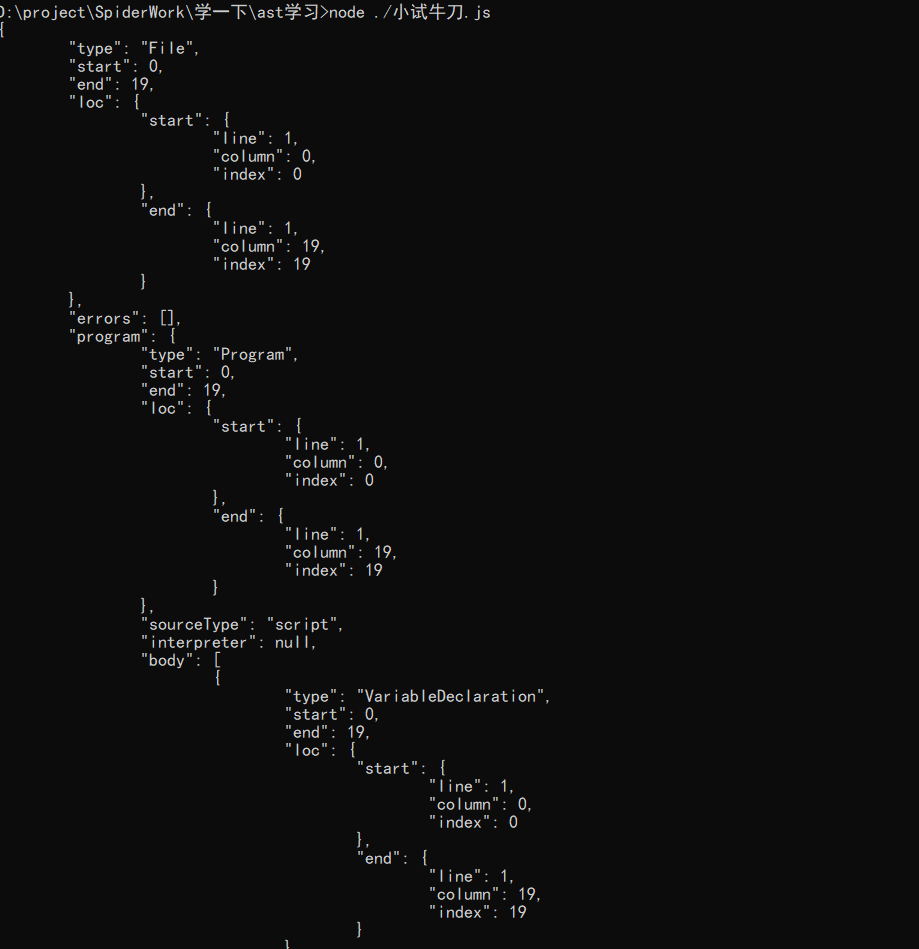 D:\project\SpiderWork\学一下\ast学习>node ./小试牛刀.js
{
"type": "File",
"start": 0,
"end": 19,
"loc": {
"start": {
"line": 1,
"column": 0,
"index": 0
},
"end": {
"line": 1,
"column": 19,
"index": 19
}
},
"errors": [],
"program": {
"type": "Program",
"start": 0,
"end": 19,
"loc": {
"start": {
"line": 1,
"column": 0,
"index": 0
},
"end": {
"line": 1,
"column": 19,
"index": 19
}
},
"sourceType": "script",
"interpreter": null,
"body": [
{
"type": "VariableDeclaration",
"start": 0,
"end": 19,
"loc": {
"start": {
"line": 1,
"column": 0,
"index": 0
},
"end": {
"line": 1,
"column": 19,
"index": 19
}
}